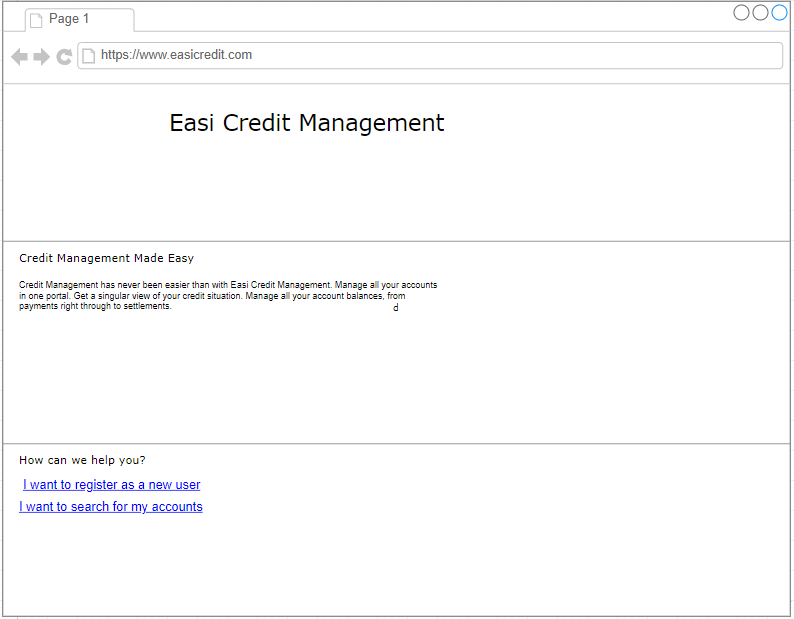 Page 1
https://www.easicredit.com
Easi Credit Management
Credit Management Made Easy
Credit Management has never been easier than with Easi Credit Management. Manage all your accounts
in one portal. Get a singular view of your credit situation. Manage all your account balances, from
payments right through to settlements.
d
How can we help you?
I want to register as a new user
I want to search for my accounts